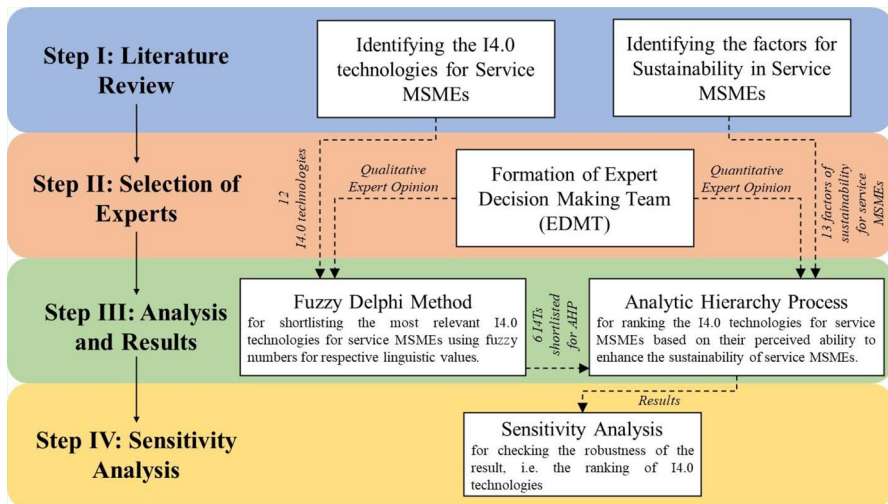 Step I: Literature
Review
Identifying the I4.0
technologies for Service
MSMEs
Identifying the factors for
Sustainability in Service
MSMEs
Step II: Selection of
Experts
12
I4.0 technologies
Qualitative
Expert Opinion
Formation of Expert
Decision Making Team
(EDMT)
Quantitative
Expert Opinion
13 factors of
sustainability
for service
MSMEs
Step III: Analysis
and Results
Fuzzy Delphi Method
for shortlisting the most relevant I4.0
technologies for service MSMEs using fuzzy
numbers for respective linguistic values.
6 I4Ts
shortlisted
for AHP
Analytic Hierarchy Process
for ranking the I4.0 technologies for service
MSMEs based on their perceived ability to
enhance the sustainability of service MSMEs.
Results
Step IV: Sensitivity
Analysis
Sensitivity Analysis
for checking the robustness of the
result, i.e. the ranking of I4.0
technologies